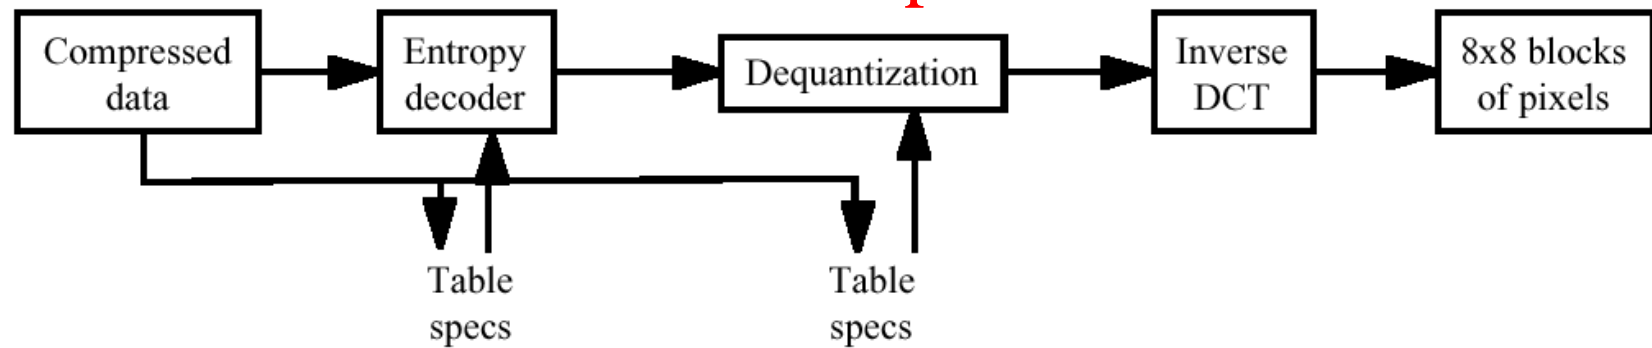 Compressed
data
Entropy
decoder
Dequantization
Inverse
DCT
8x8 blocks
of pixels
Table
specs
Table
specs